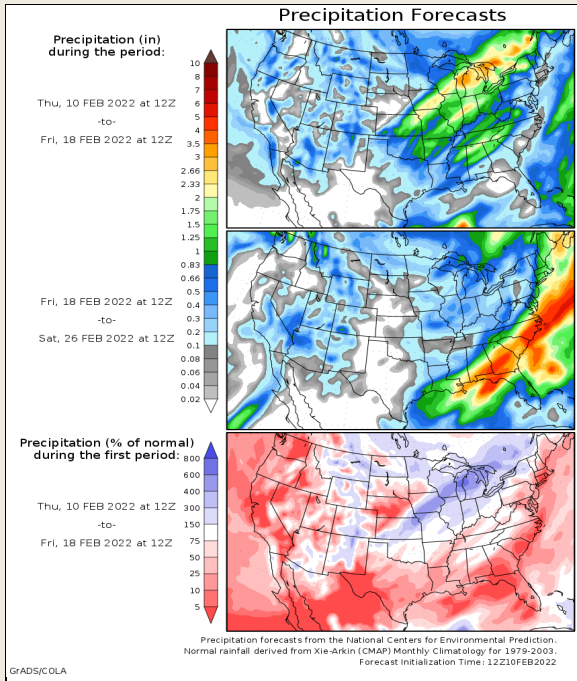 Precipitation Forecasts
Precipitation (in)
during the period:
Thu, 10 FEB 2022 at 12Z
-to-
Fri, 18 FEB 2022 at 12Z
10
8
7
6
5
4
3.5
3
2.66
2.33
2
1.75
1.5
1.25
1
0.83
0.66
0.5
0.4
0.3
0.2
0.1
0.08
0.06
0.04
0.02
Fri, 18 FEB 2022 at 12Z
-to-
Sat, 26 FEB 2022 at 12Z
Precipitation (% of normal)
during the first period:
Thu, 10 FEB 2022 at 12Z
-to-
Fri, 18 FEB 2022 at 12Z
800
600
400
300
150
75
50
25
10
5
Precipitation forecasts from the National Centers for Environmental Prediction.
Normal rainfall derived from Xie-Arkin (CMAP) Monthly Climatology for 1979-2003.
Forecast Initialization Time: 12Z10FEB2022
GrADS/COLA